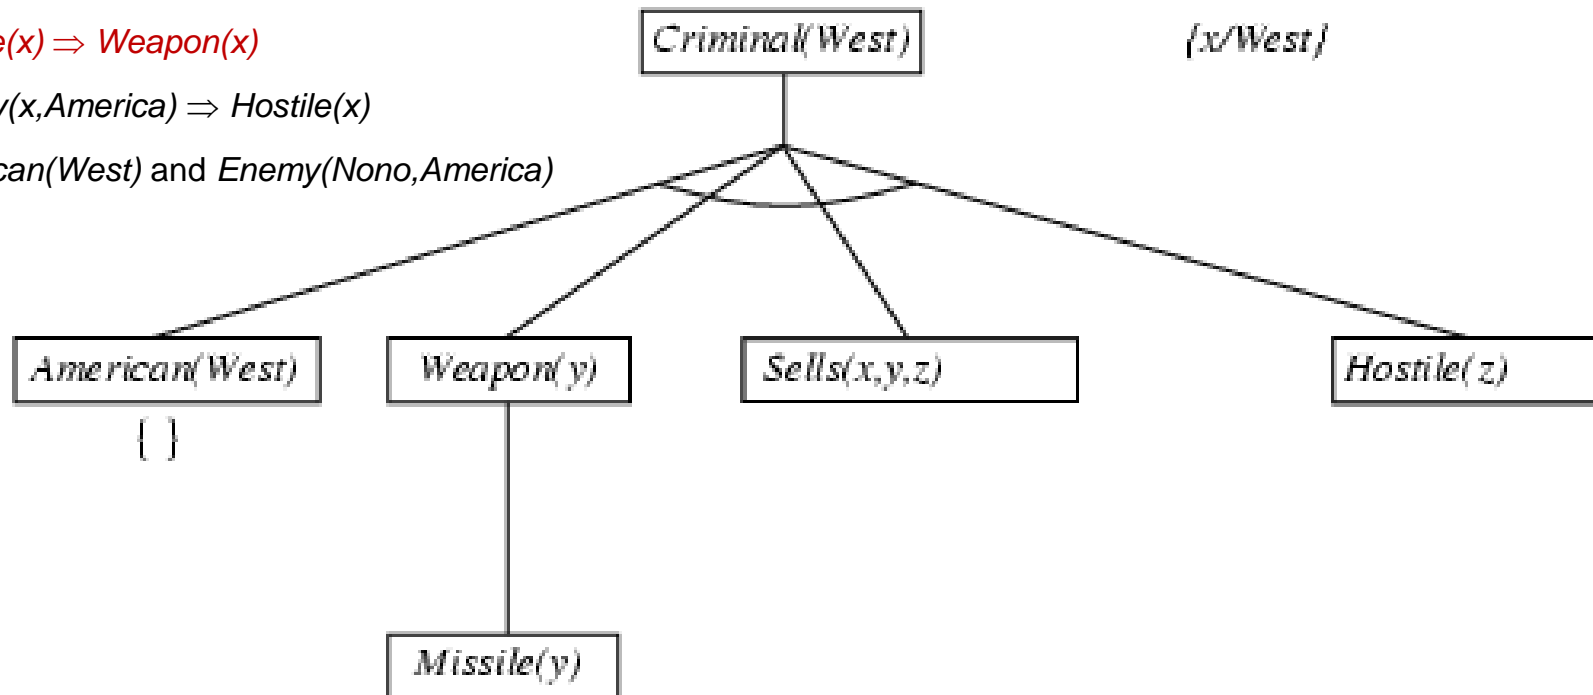 e(x) ⇒ Weapon(x)
y(x,America) ⇒ Hostile(x)
can(West) and Enemy(Nono,America)
Criminal(West)
{x/West}
American(West)
Weapon(y)
Sells(x,y,z)
Hostile(z)
{ }
Missile(y)